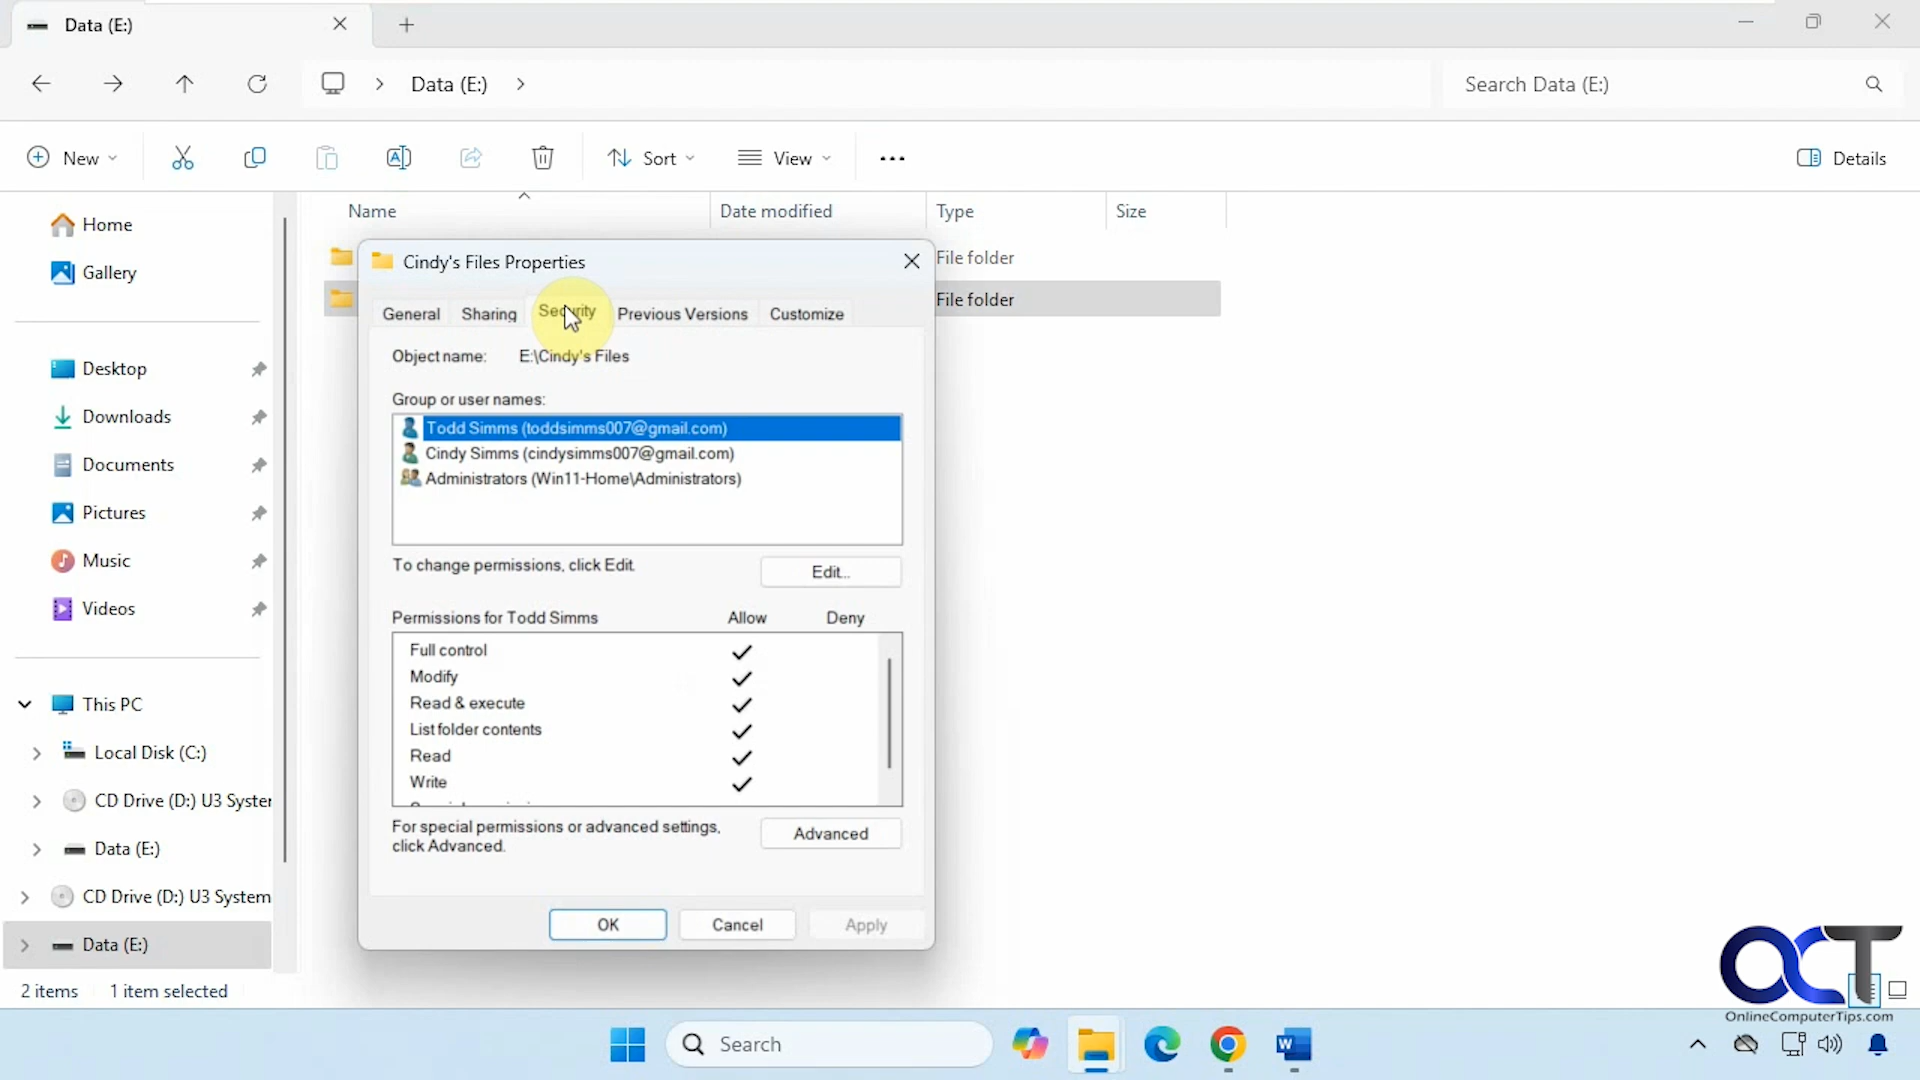 Data (E:)
Data (E:)
Search Data (E:)
New
Sort
View
Details
Name
Date modified
Type
Size
Home
Gallery
Desktop
Downloads
Documents
Pictures
Music
Videos
This PC
Local Disk (C:)
CD Drive (D:) U3 Syster
Data (E:)
CD Drive (D:) U3 System
Data (E:)
File folder
File folder
Cindy's Files Properties
General
Sharing
Security
Previous Versions
Customize
Object name: E:\Cindy's Files
Group or user names:
Todd Simms (toddsimms007@gmail.com)
Cindy Simms (cindysimms007@gmail.com)
Administrators (Win11-Home\Administrators)
To change permissions, click Edit.
Edit...
Permissions for Todd Simms Allow Deny
Full control
Modify
Read & execute
List folder contents
Read
Write
For special permissions or advanced settings,
click Advanced.
Advanced
OK
Cancel
Apply
2 items
1 item selected
OCT
OnlineComputerTips.com
Search
W